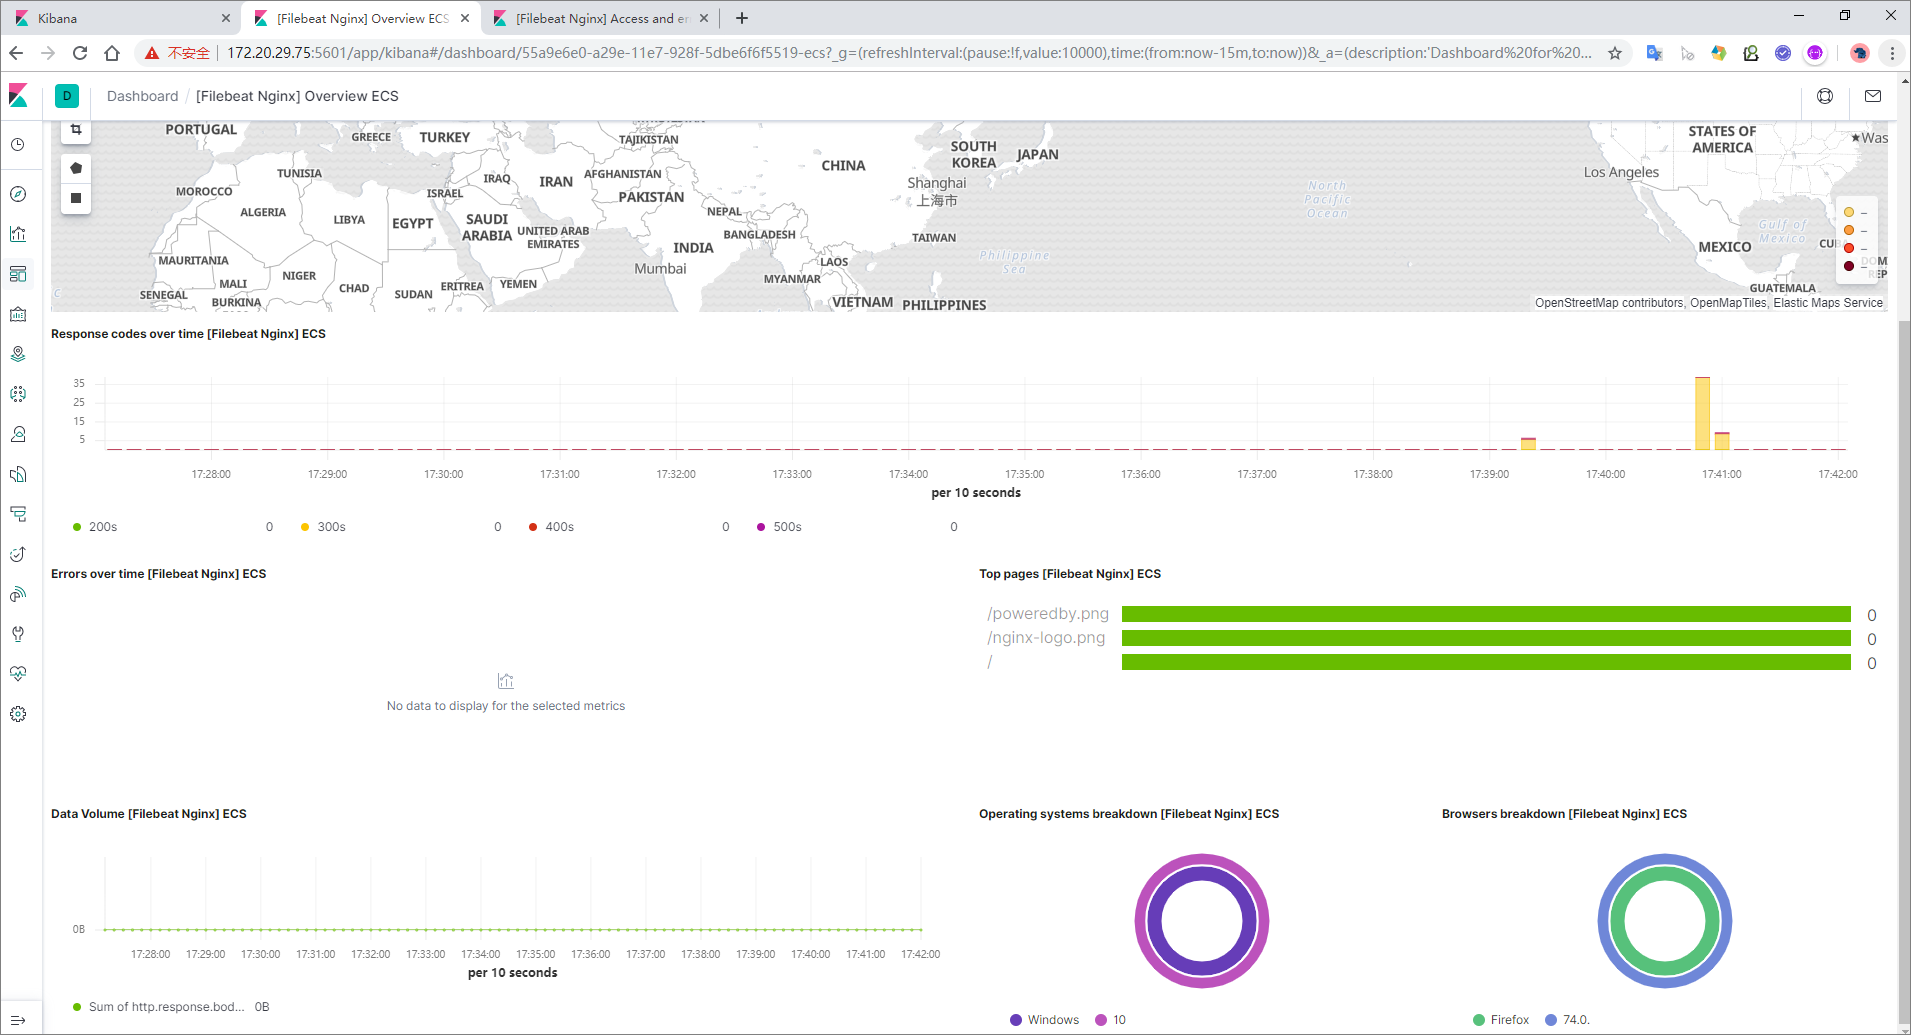 Kibana
[Filebeat Nginx] Overview ECS
[Filebeat Nginx] Access and er
不安全
172.20.29.75:5601/app/kibana#/dashboard/55a9e6e0-a29e-11e7-928f-5dbe6f6f5519-ecs?_g=(refreshInterval:(pause:!f,value:10000),time:(from:now-15m,to:now))&_a=(description:'Dashboard%20for%20...
D
Dashboard / [Filebeat Nginx] Overview ECS
PORTUGAL
GREECE
TURKEY
TAJIKISTAN
CHINA
SOUTH KOREA
JAPAN
STATES OF AMERICA
Was
TUNISIA
MOROCCO
ISRAEL
IRAQ
IRAN
AFGHANISTAN
PAKISTAN
Shanghai
上海市
North Pacific Ocean
Los Angeles
ALGERIA
LIBYA
EGYPT
SAUDI ARABIA
UNITED ARAB EMIRATES
NEPAL
BANGLADESH
INDIA
Mumbai
TAIWAN
Philippine Sea
Gulf of Mexico
MEXICO
CUB
MAURITANIA
MALI
NIGER
CHAD
SUDAN
ERITREA
YEMEN
SENEGAL
BURKINA
MYANMAR
LAOS
VIETNAM
PHILIPPINES
GUATEMALA
DOM
REP
–
–
–
–
OpenStreetMap contributors, OpenMapTiles, Elastic Maps Service
Response codes over time [Filebeat Nginx] ECS
35
25
15
5
17:28:00 17:29:00 17:30:00 17:31:00 17:32:00 17:33:00 17:34:00 17:35:00 17:36:00 17:37:00 17:38:00 17:39:00 17:40:00 17:41:00 17:42:00
per 10 seconds
200s 0 300s 0 400s 0 500s 0
Errors over time [Filebeat Nginx] ECS
No data to display for the selected metrics
Top pages [Filebeat Nginx] ECS
/poweredby.png 0
/nginx-logo.png 0
/ 0
Data Volume [Filebeat Nginx] ECS
0B
17:28:00 17:29:00 17:30:00 17:31:00 17:32:00 17:33:00 17:34:00 17:35:00 17:36:00 17:37:00 17:38:00 17:39:00 17:40:00 17:41:00 17:42:00
per 10 seconds
Sum of http.response.bod... 0B
Operating systems breakdown [Filebeat Nginx] ECS
Windows 10
Browsers breakdown [Filebeat Nginx] ECS
Firefox 74.0.